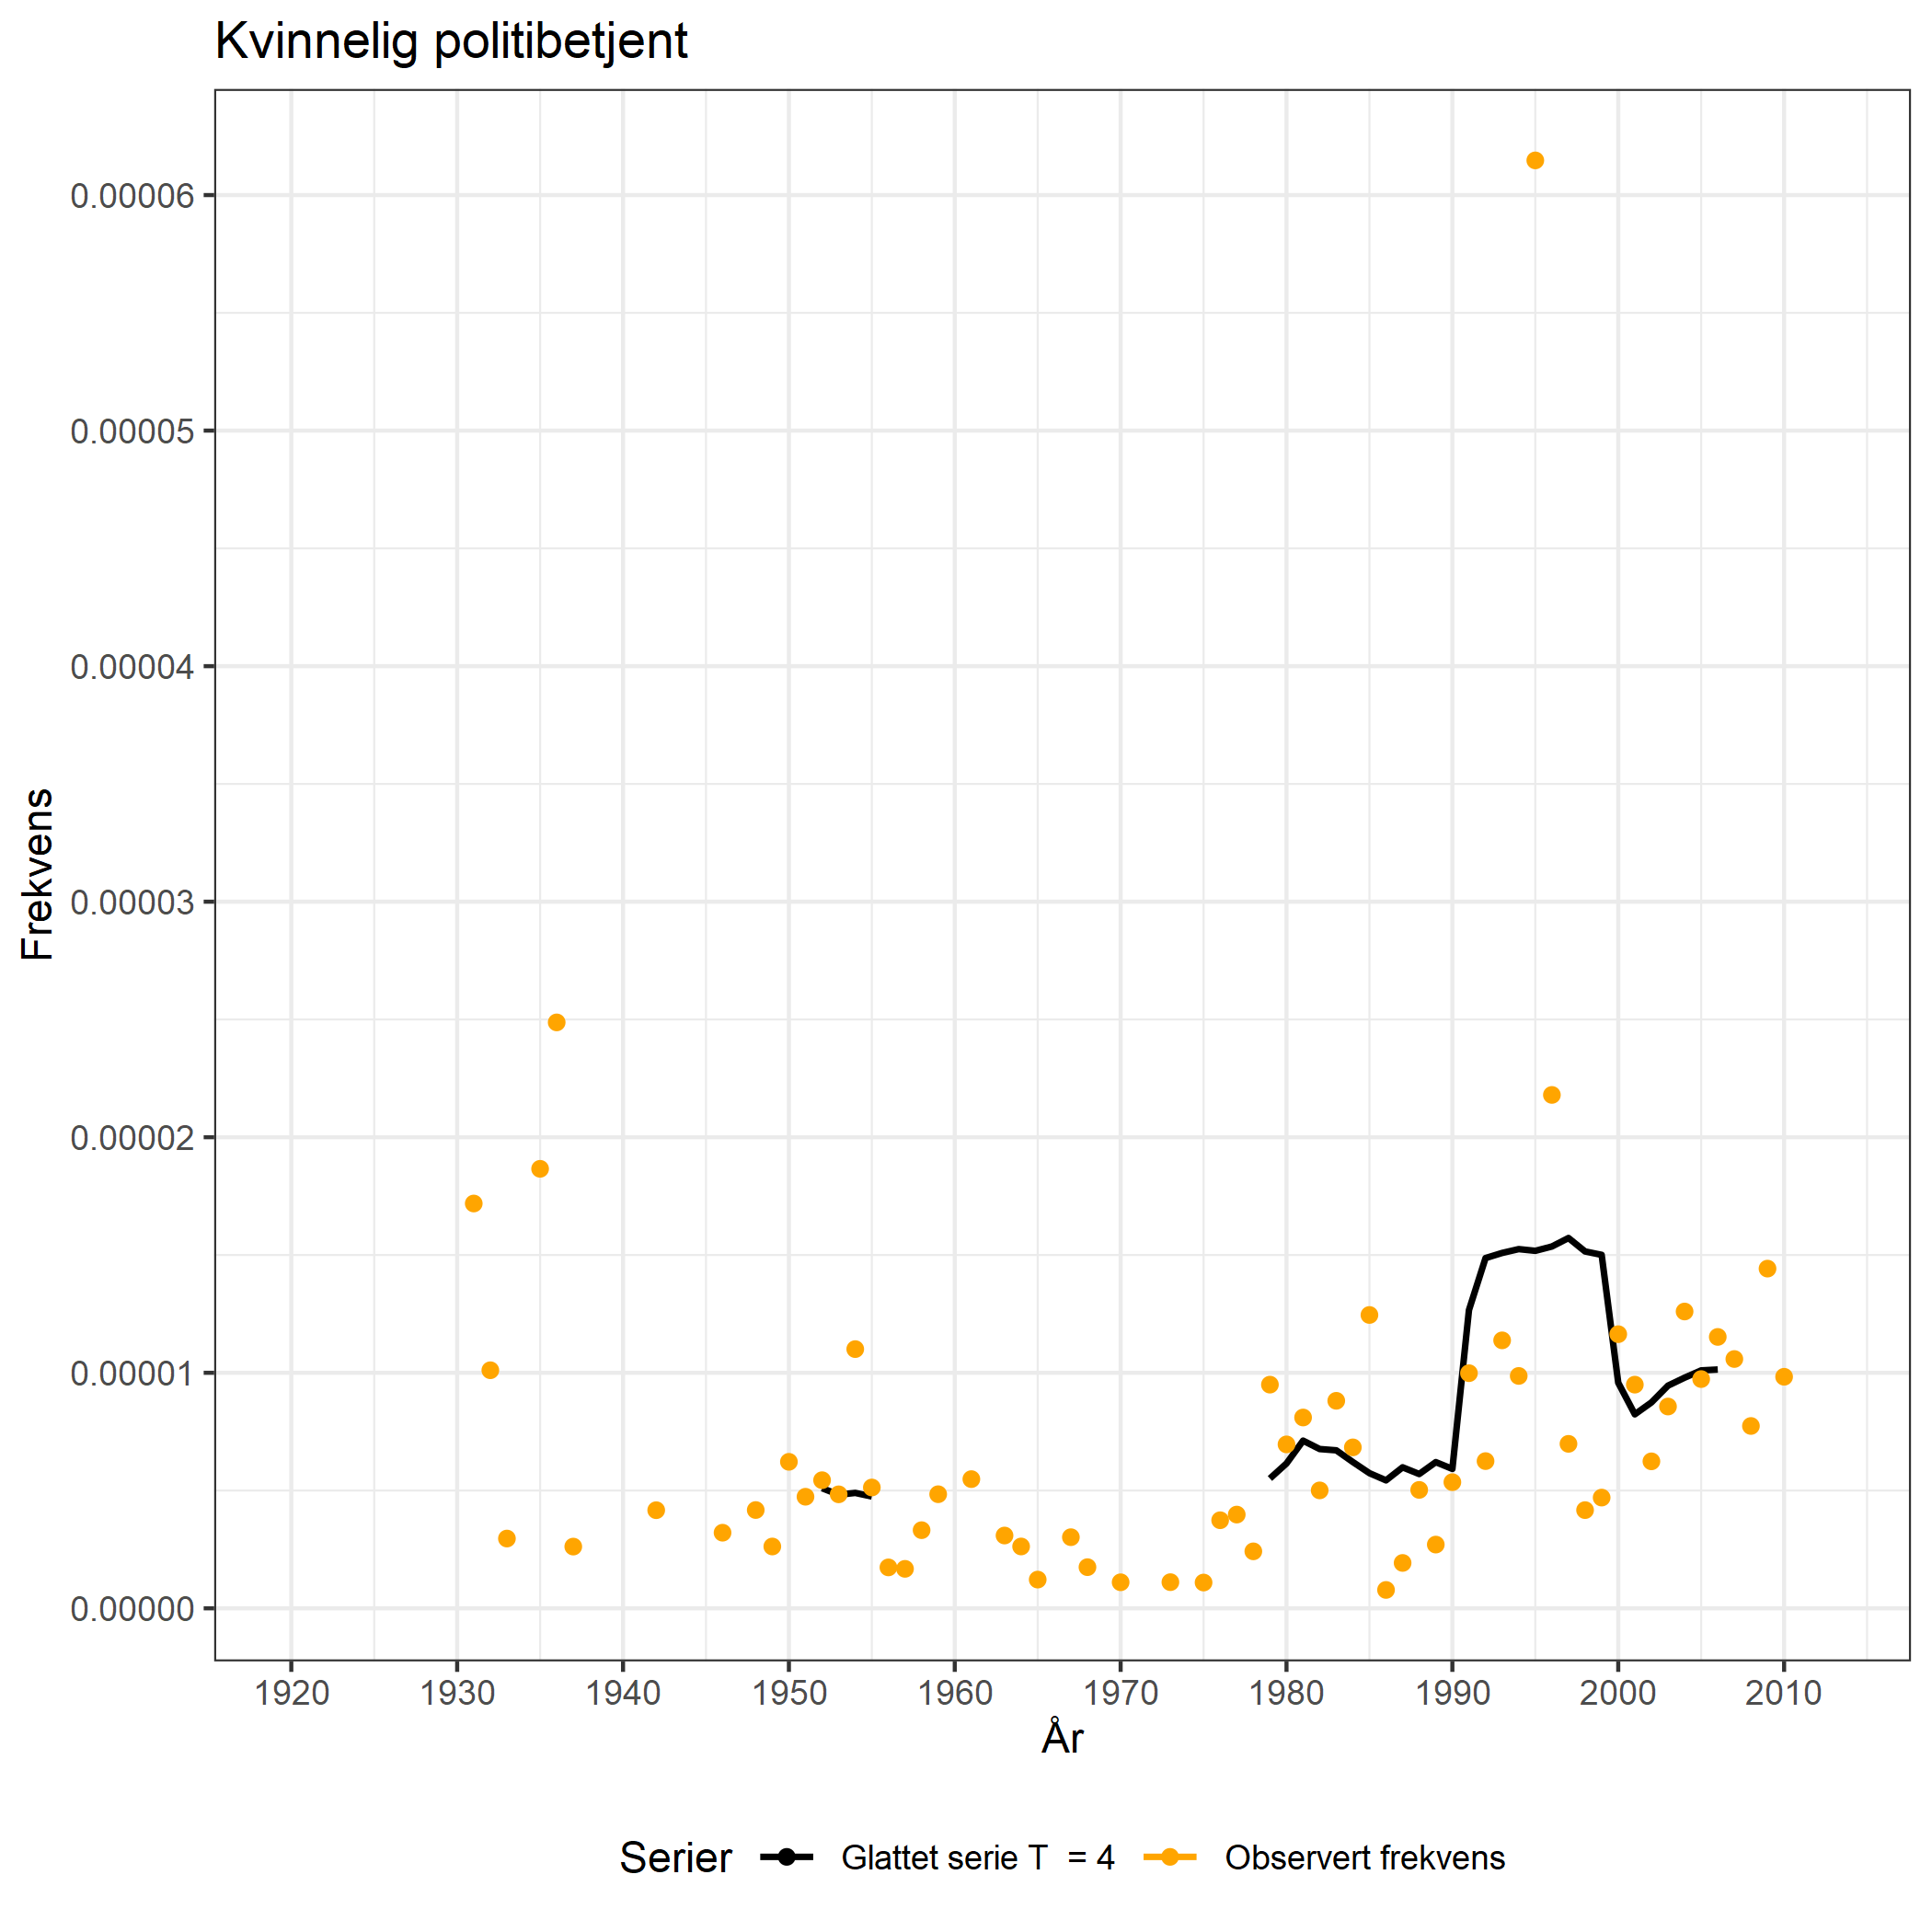 Kvinnelig politibetjent
0.00006
0.00005
0.00004
0.00003
0.00002
0.00001
0.00000
Frekvens
1920 1930 1940 1950 1960 1970 1980 1990 2000 2010
År
Serier Glattet serie T = 4 Observert frekvens